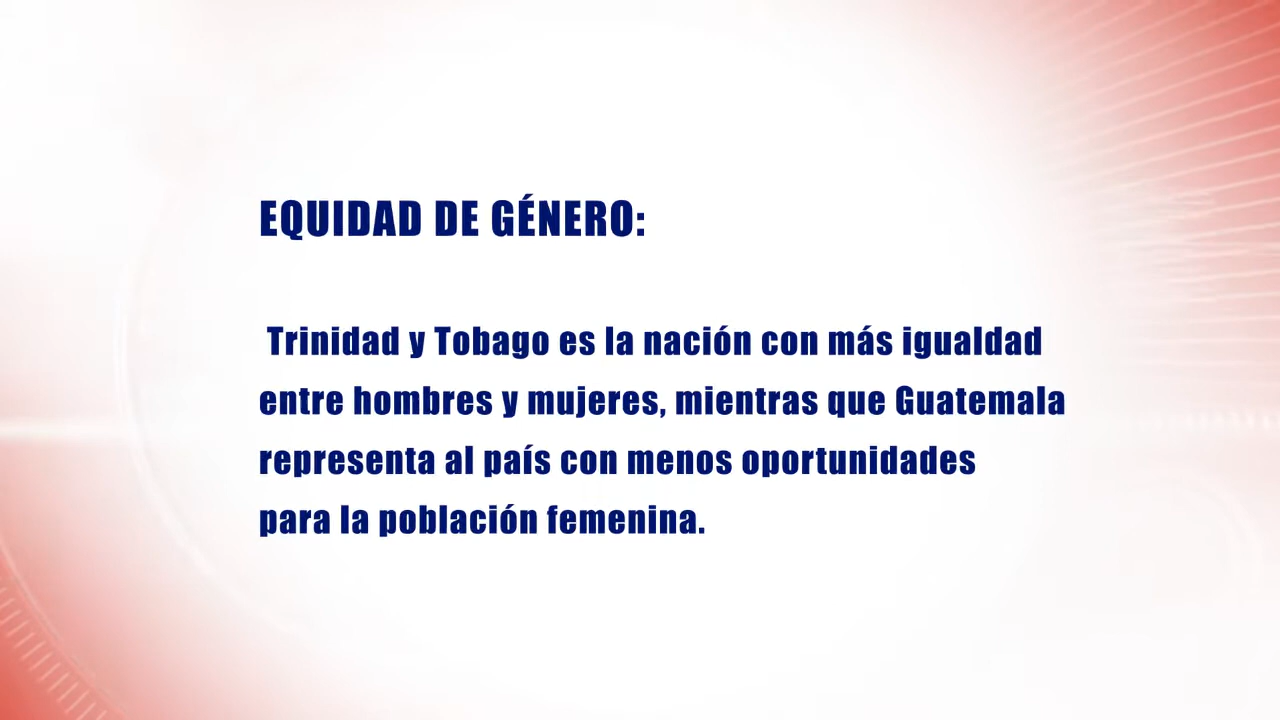 EQUIDAD DE GÉNERO:
Trinidad y Tobago es la nación con más igualdad
entre hombres y mujeres, mientras que Guatemala
representa al país con menos oportunidades
para la población femenina.